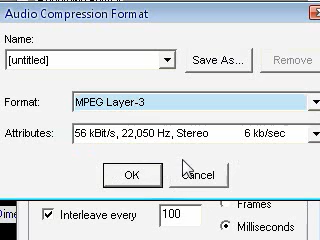 Audio Compression Format
Name:
[untitled]
Save As...
Remove
Format:
MPEG Layer-3
Attributes:
56 kBit/s, 22,050 Hz, Stereo 6 kb/sec
OK
Cancel
Frames
Interleave every
100
Milliseconds